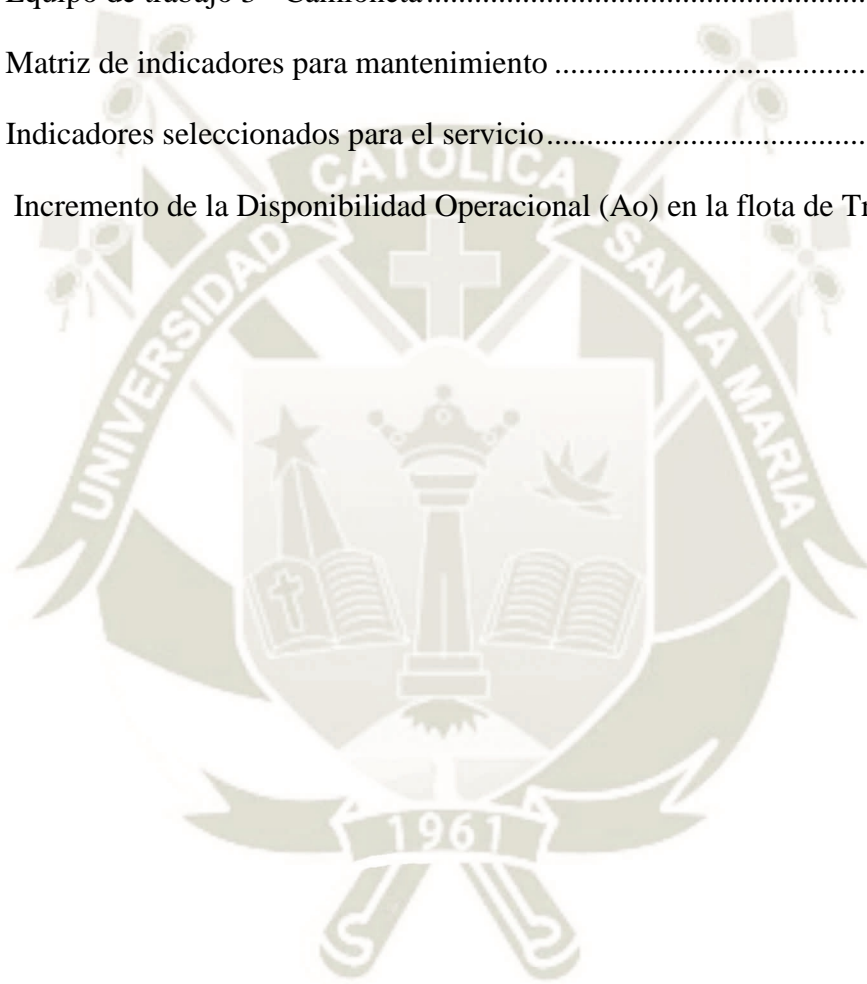 Matriz de indicadores para mantenimiento ........................................
Indicadores seleccionados para el servicio........................................
Incremento de la Disponibilidad Operacional (Ao) en la flota de
UNIVERSIDAD CATOLICA SANTA MARIA
1961